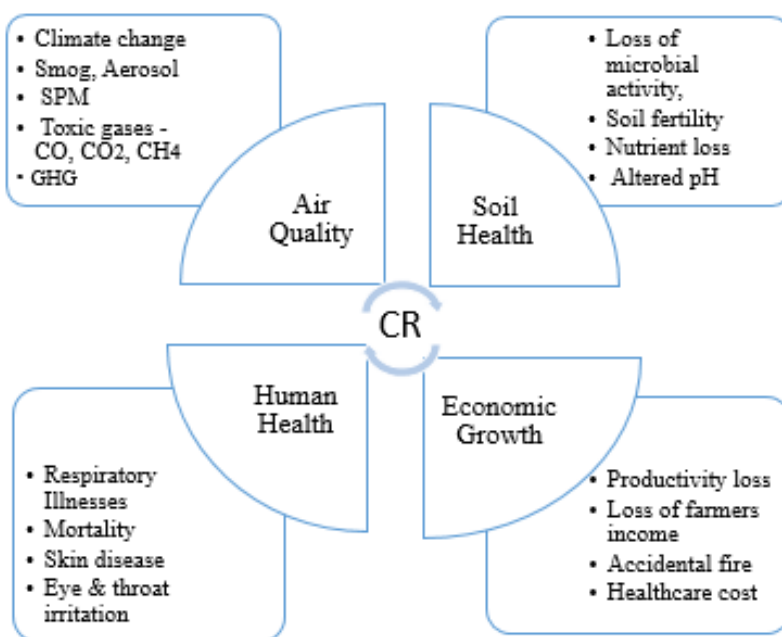 • Climate change
• Smog, Aerosol
• SPM
• Toxic gases -
CO, CO2, CH4
• GHG
Air
Quality
• Loss of
microbial
activity,
• Soil fertility
• Nutrient loss
• Altered pH
Soil
Health
CR
Human
Health
• Respiratory
Illnesses
• Mortality
• Skin disease
• Eye & throat
irritation
Economic
Growth
• Productivity loss
• Loss of farmers
income
• Accidental fire
• Healthcare cost